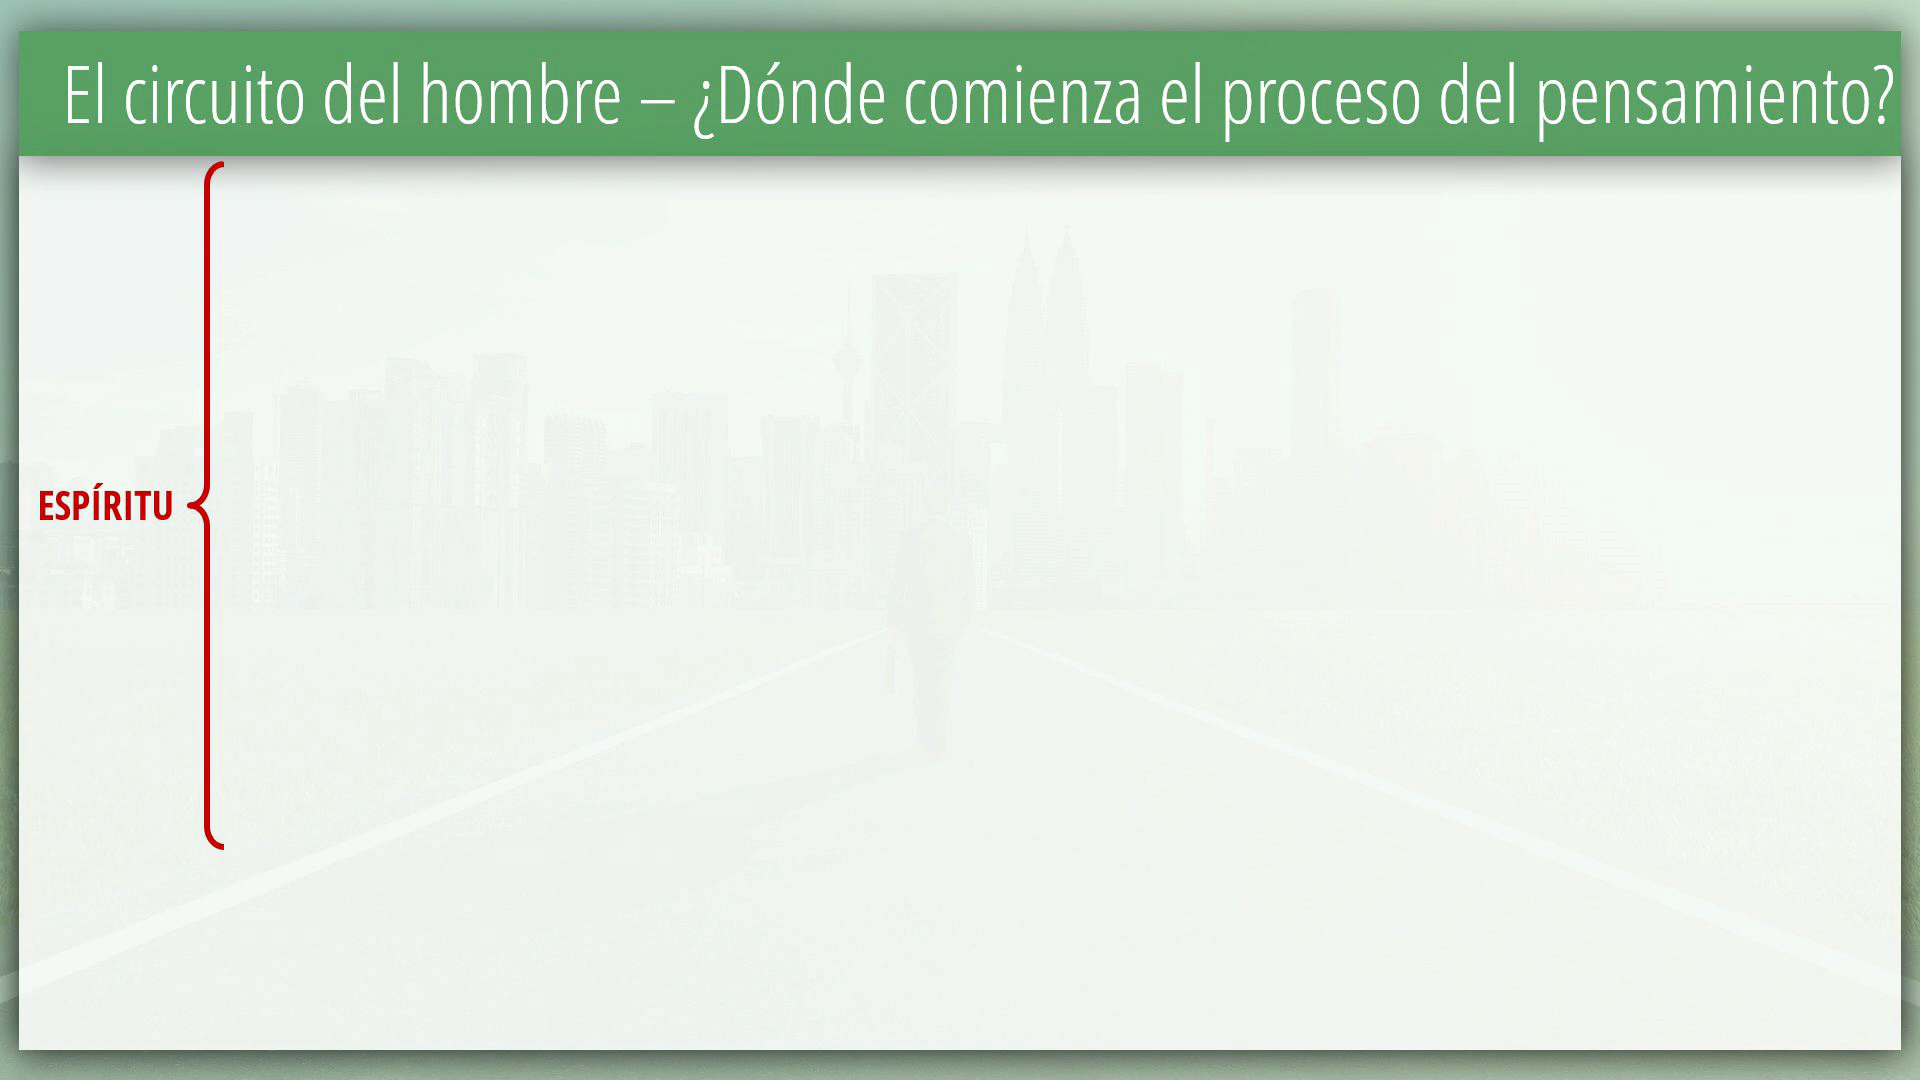 El circuito del hombre – ¿Dónde comienza el proceso del pensamiento?
ESPÍRITU